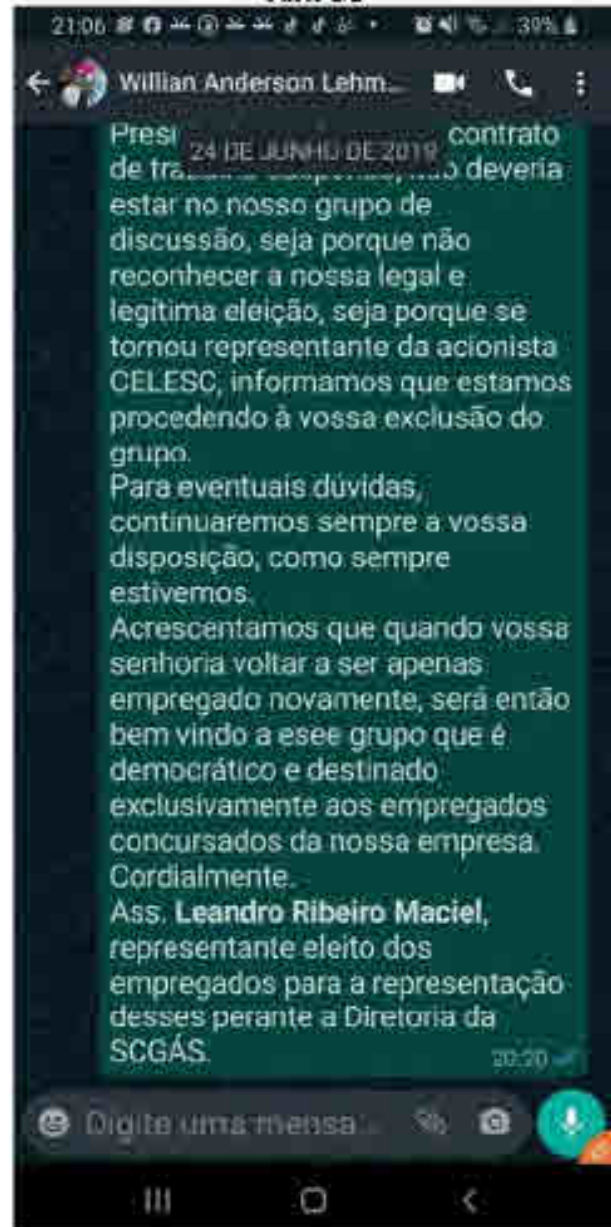 21:06 39%
Willian Anderson Lehm...
Presi contrato
24 DE JUNHO DE 2019
de deveria
estar no nosso grupo de
discussão, seja porque não
reconhecer a nossa legal e
legítima eleição, seja porque se
tornou representante da acionista
CELESC, informamos que estamos
procedendo à vossa exclusão do
grupo.
Para eventuais dúvidas,
continuaremos sempre a vossa
disposição, como sempre
estivemos.
Acrescentamos que quando vossa
senhoria voltar a ser apenas
empregado novamente, será então
bem vindo a esee grupo que é
democrático e destinado
exclusivamente aos empregados
concursados da nossa empresa.
Cordialmente.
Ass. Leandro Ribeiro Maciel,
representante eleito dos
empregados para a representação
desses perante a Diretoria da
SCGÁS.
20:20
Digite uma mensa...